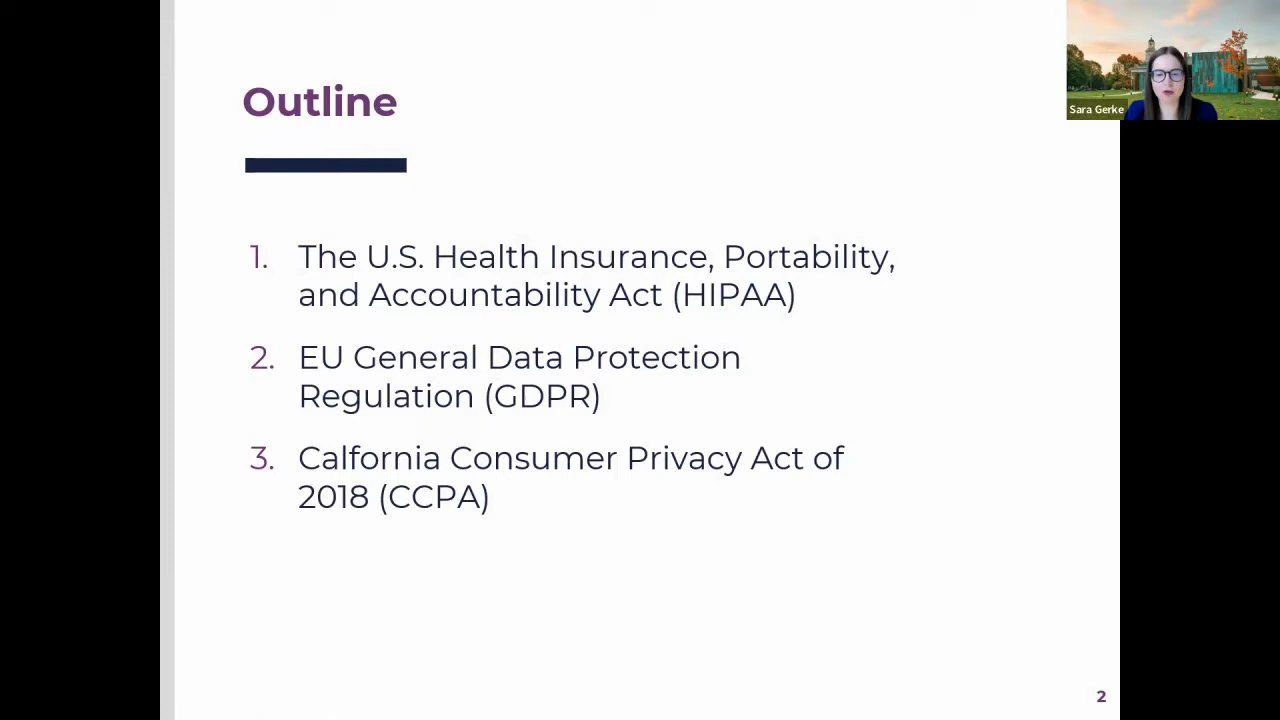 Outline
Sara Gerke
1. The U.S. Health Insurance, Portability,
and Accountability Act (HIPAA)
2. EU General Data Protection
Regulation (GDPR)
3. Calfornia Consumer Privacy Act of
2018 (CCPA)
2